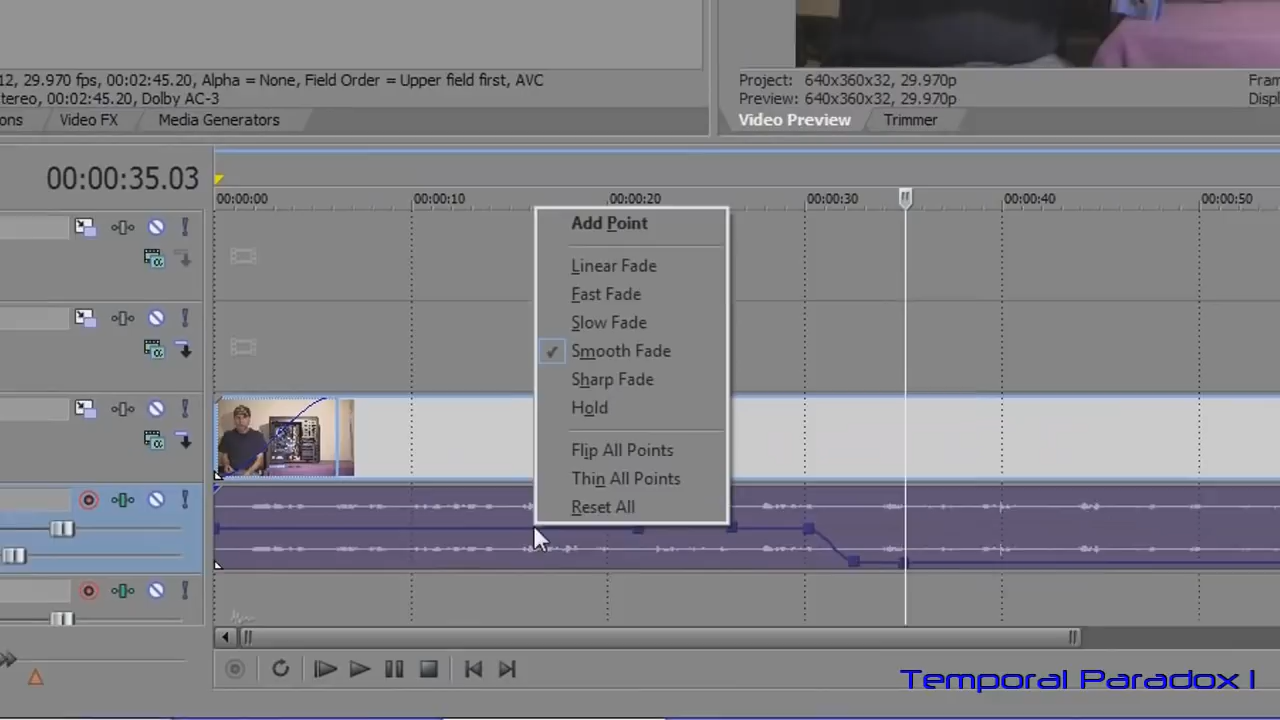 12, 29.970 fps, 00:02:45.20, Alpha = None, Field Order = Upper field first, AVC
tereo, 00:02:45.20, Dolby AC-3
ons Video FX Media Generators
Project: 640x360x32, 29.970p Fram
Preview: 640x360x32, 29.970p Displ
Video Preview Trimmer
00:00:35.03
00:00:00 00:00:10 00:00:20 00:00:30 00:00:40 00:00:50
Add Point
Linear Fade
Fast Fade
Slow Fade
Smooth Fade
Sharp Fade
Hold
Flip All Points
Thin All Points
Reset All
Temporal Paradox I